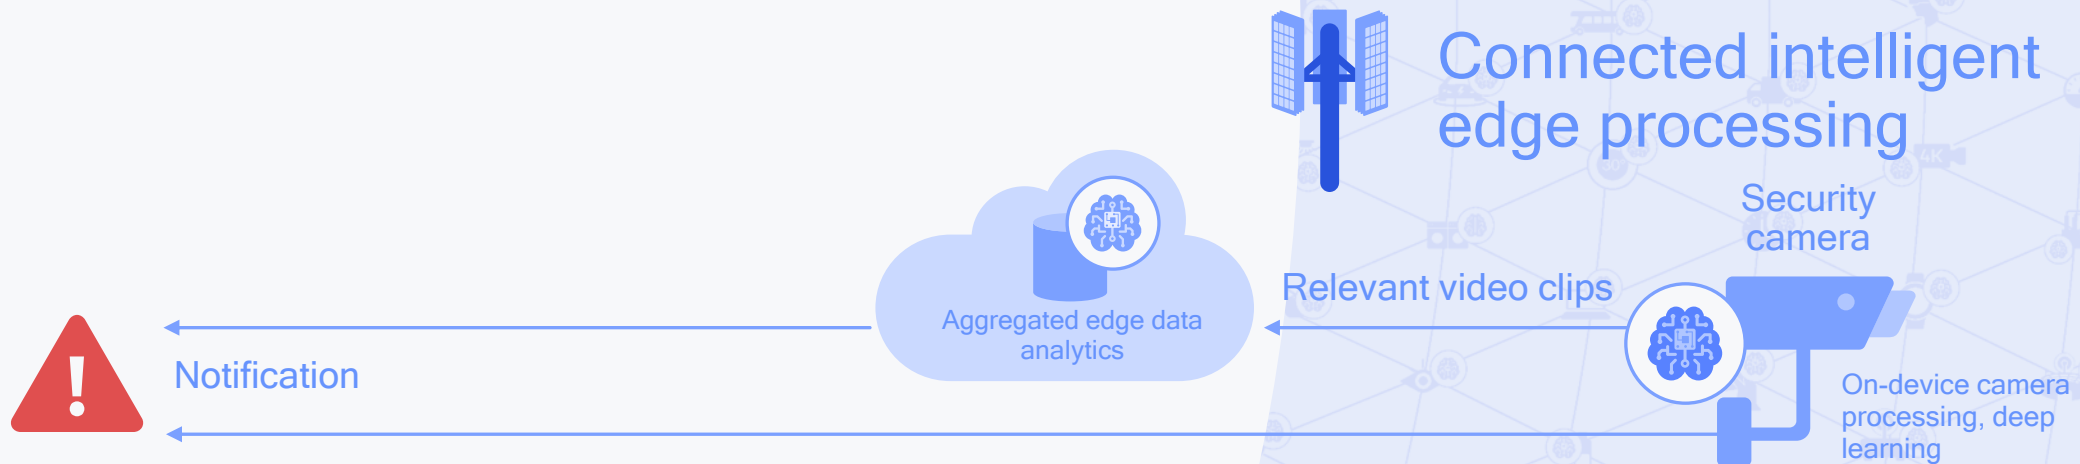 Connected intelligent
edge processing
Security
camera
Relevant video clips
Aggregated edge data
analytics
Notification
On-device camera
processing, deep
learning
4K